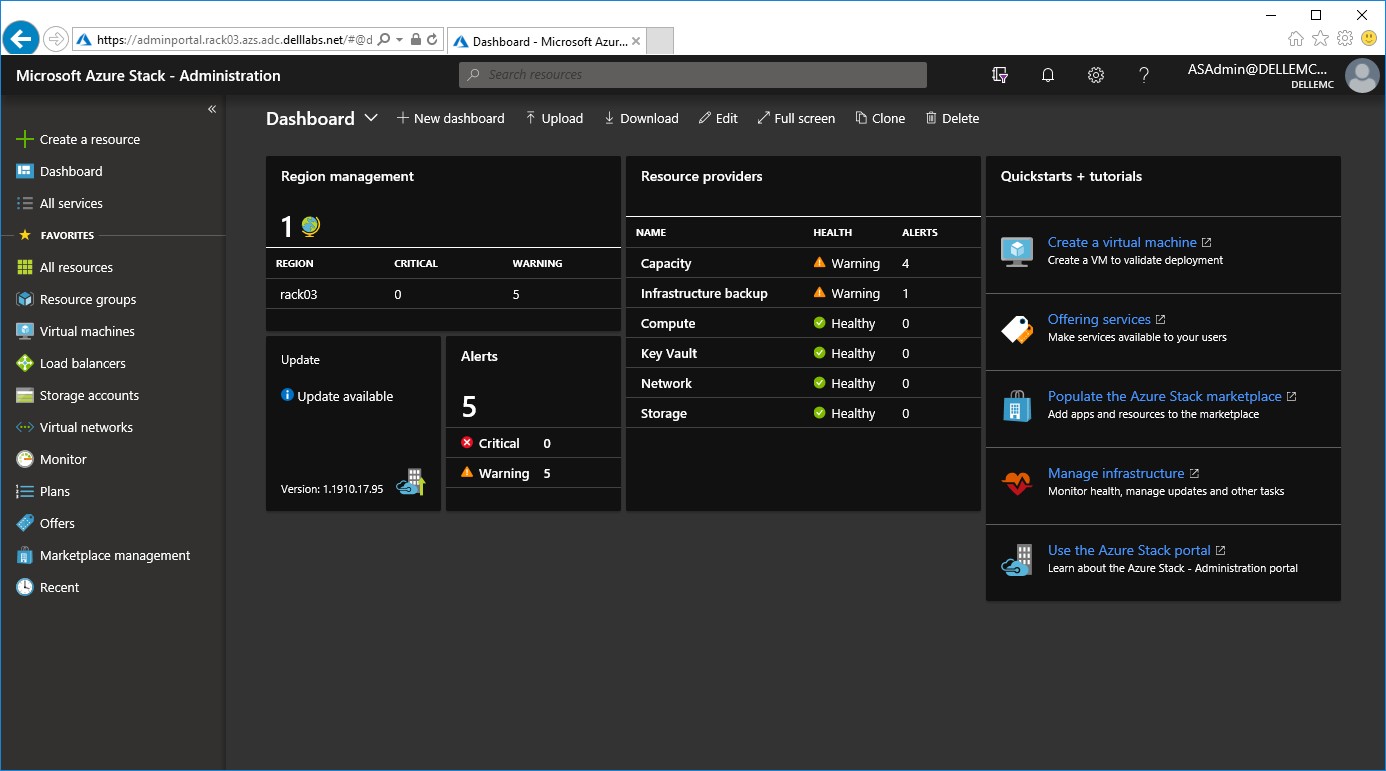 https://adminportal.rack03.azs.adc.delllabs.net/#@d
Dashboard - Microsoft Azur...
Microsoft Azure Stack - Administration
Search resources
ASAdmin@DELLEMC...
DELLEMC
Create a resource
Dashboard
All services
FAVORITES
All resources
Resource groups
Virtual machines
Load balancers
Storage accounts
Virtual networks
Monitor
Plans
Offers
Marketplace management
Recent
Dashboard New dashboard Upload Download Edit Full screen Clone Delete
Region management
1
REGION CRITICAL WARNING
rack03 0 5
Update
Update available
Version: 1.1910.17.95
Alerts
5
Critical 0
Warning 5
Resource providers
NAME HEALTH ALERTS
Capacity Warning 4
Infrastructure backup Warning 1
Compute Healthy 0
Key Vault Healthy 0
Network Healthy 0
Storage Healthy 0
Quickstarts + tutorials
Create a virtual machine
Create a VM to validate deployment
Offering services
Make services available to your users
Populate the Azure Stack marketplace
Add apps and resources to the marketplace
Manage infrastructure
Monitor health, manage updates and other tasks
Use the Azure Stack portal
Learn about the Azure Stack - Administration portal